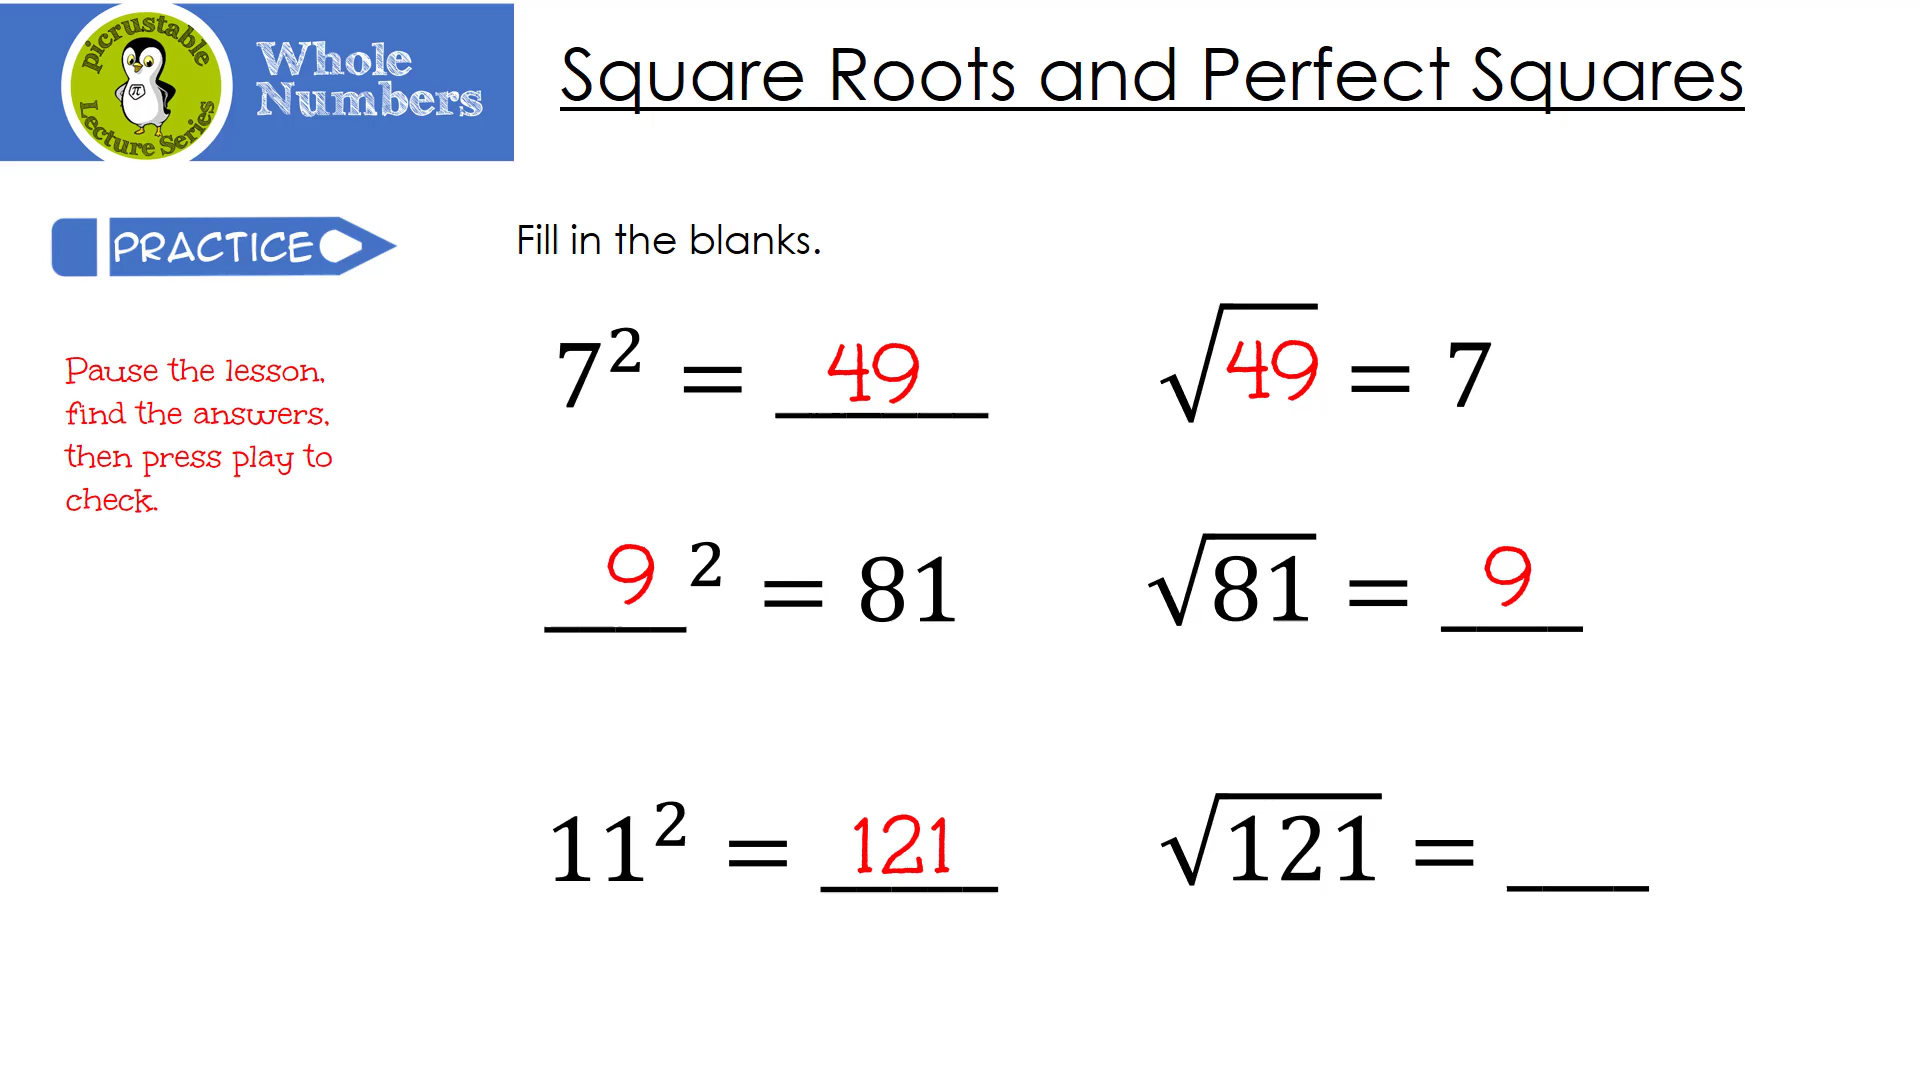 picrustable
Lecture Series
π
Whole
Numbers
Square Roots and Perfect Squares
PRACTICE
Fill in the blanks.
Pause the lesson,
find the answers,
then press play to
check.
7² = 49
√49 = 7
9² = 81
√81 = 9
11² = 121
√121 = ____